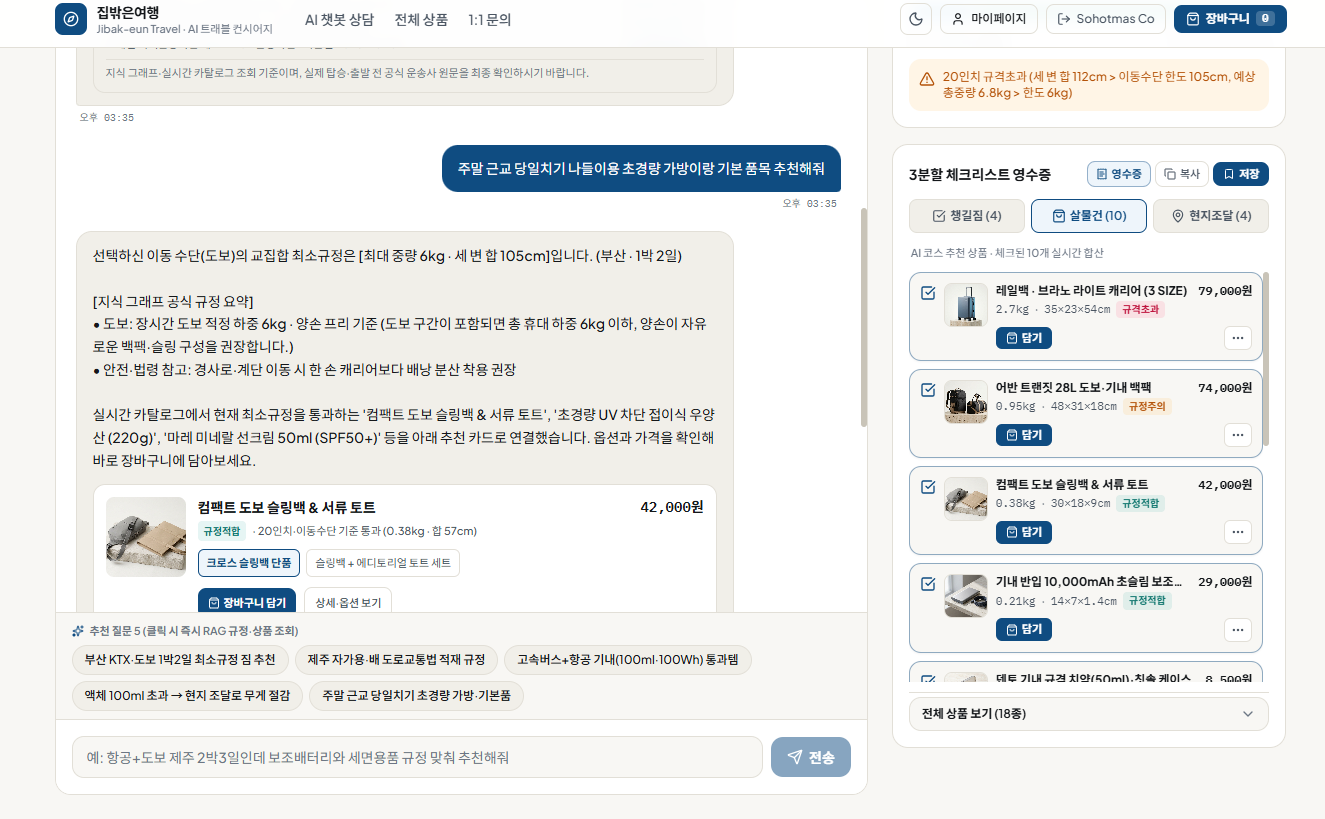 집밖은여행
Jibak-eun Travel · AI 트래블 컨시어지
AI 챗봇 상담
전체 상품
1:1 문의
마이페이지
Sohotmas Co
장바구니 0
지식 그래프·실시간 카탈로그 조회 기준이며, 실제 탑승·출발 전 공식 운송사 원문을 최종 확인하시기 바랍니다.
오후 03:35
주말 근교 당일치기 나들이용 초경량 가방이랑 기본 품목 추천해줘
오후 03:35
선택하신 이동 수단(도보)의 교집합 최소규정은 [최대 중량 6kg · 세 변 합 105cm]입니다. (부산 · 1박 2일)
[지식 그래프 공식 규정 요약]
● 도보: 장시간 도보 적정 하중 6kg · 양손 프리 기준 (도보 구간이 포함되면 총 휴대 하중 6kg 이하, 양손이 자유
로운 백팩·슬링 구성을 권장합니다.)
● 안전·법령 참고: 경사로·계단 이동 시 한 손 캐리어보다 배낭 분산 착용 권장
실시간 카탈로그에서 현재 최소규정을 통과하는 '컴팩트 도보 슬링백 & 서류 토트', '초경량 UV 차단 접이식 우양
산 (220g)', '마레 미네랄 선크림 50ml (SPF50+)' 등을 아래 추천 카드로 연결했습니다. 옵션과 가격을 확인해
바로 장바구니에 담아보세요.
컴팩트 도보 슬링백 & 서류 토트
42,000원
규정적합 · 20인치·이동수단 기준 통과 (0.38kg · 합 57cm)
크로스 슬링백 단품
슬링백 + 에디토리얼 토트 세트
장바구니 담기
상세·옵션 보기
추천 질문 5 (클릭 시 즉시 RAG 규정·상품 조회)
부산 KTX·도보 1박2일 최소규정 짐 추천
제주 자가용·배 도로교통법 적재 규정
고속버스+항공 기내(100ml·100Wh) 통과템
액체 100ml 초과 → 현지 조달로 무게 절감
주말 근교 당일치기 초경량 가방·기본품
예: 항공+도보 제주 2박3일인데 보조배터리와 세면용품 규정 맞춰 추천해줘
전송
20인치 규격초과 (세 변 합 112cm > 이동수단 한도 105cm, 예상
총중량 6.8kg > 한도 6kg)
3분할 체크리스트 영수증
영수증
복사
저장
챙길짐 (4)
살물건 (10)
현지조달 (4)
AI 코스 추천 상품 · 체크된 10개 실시간 합산
레일백 · 브라노 라이트 캐리어 (3 SIZE)
79,000원
2.7kg · 35×23×54cm 규격초과
담기
어반 트랜짓 28L 도보·기내 백팩
74,000원
0.95kg · 48×31×18cm 규정주의
담기
컴팩트 도보 슬링백 & 서류 토트
42,000원
0.38kg · 30×18×9cm 규정적합
담기
기내 반입 10,000mAh 초슬림 보조...
29,000원
0.21kg · 14×7×1.4cm 규정적합
담기
덴토 기내 규격 치약(50ml)·칫솔 케이스
8,500원
전체 상품 보기 (18종)